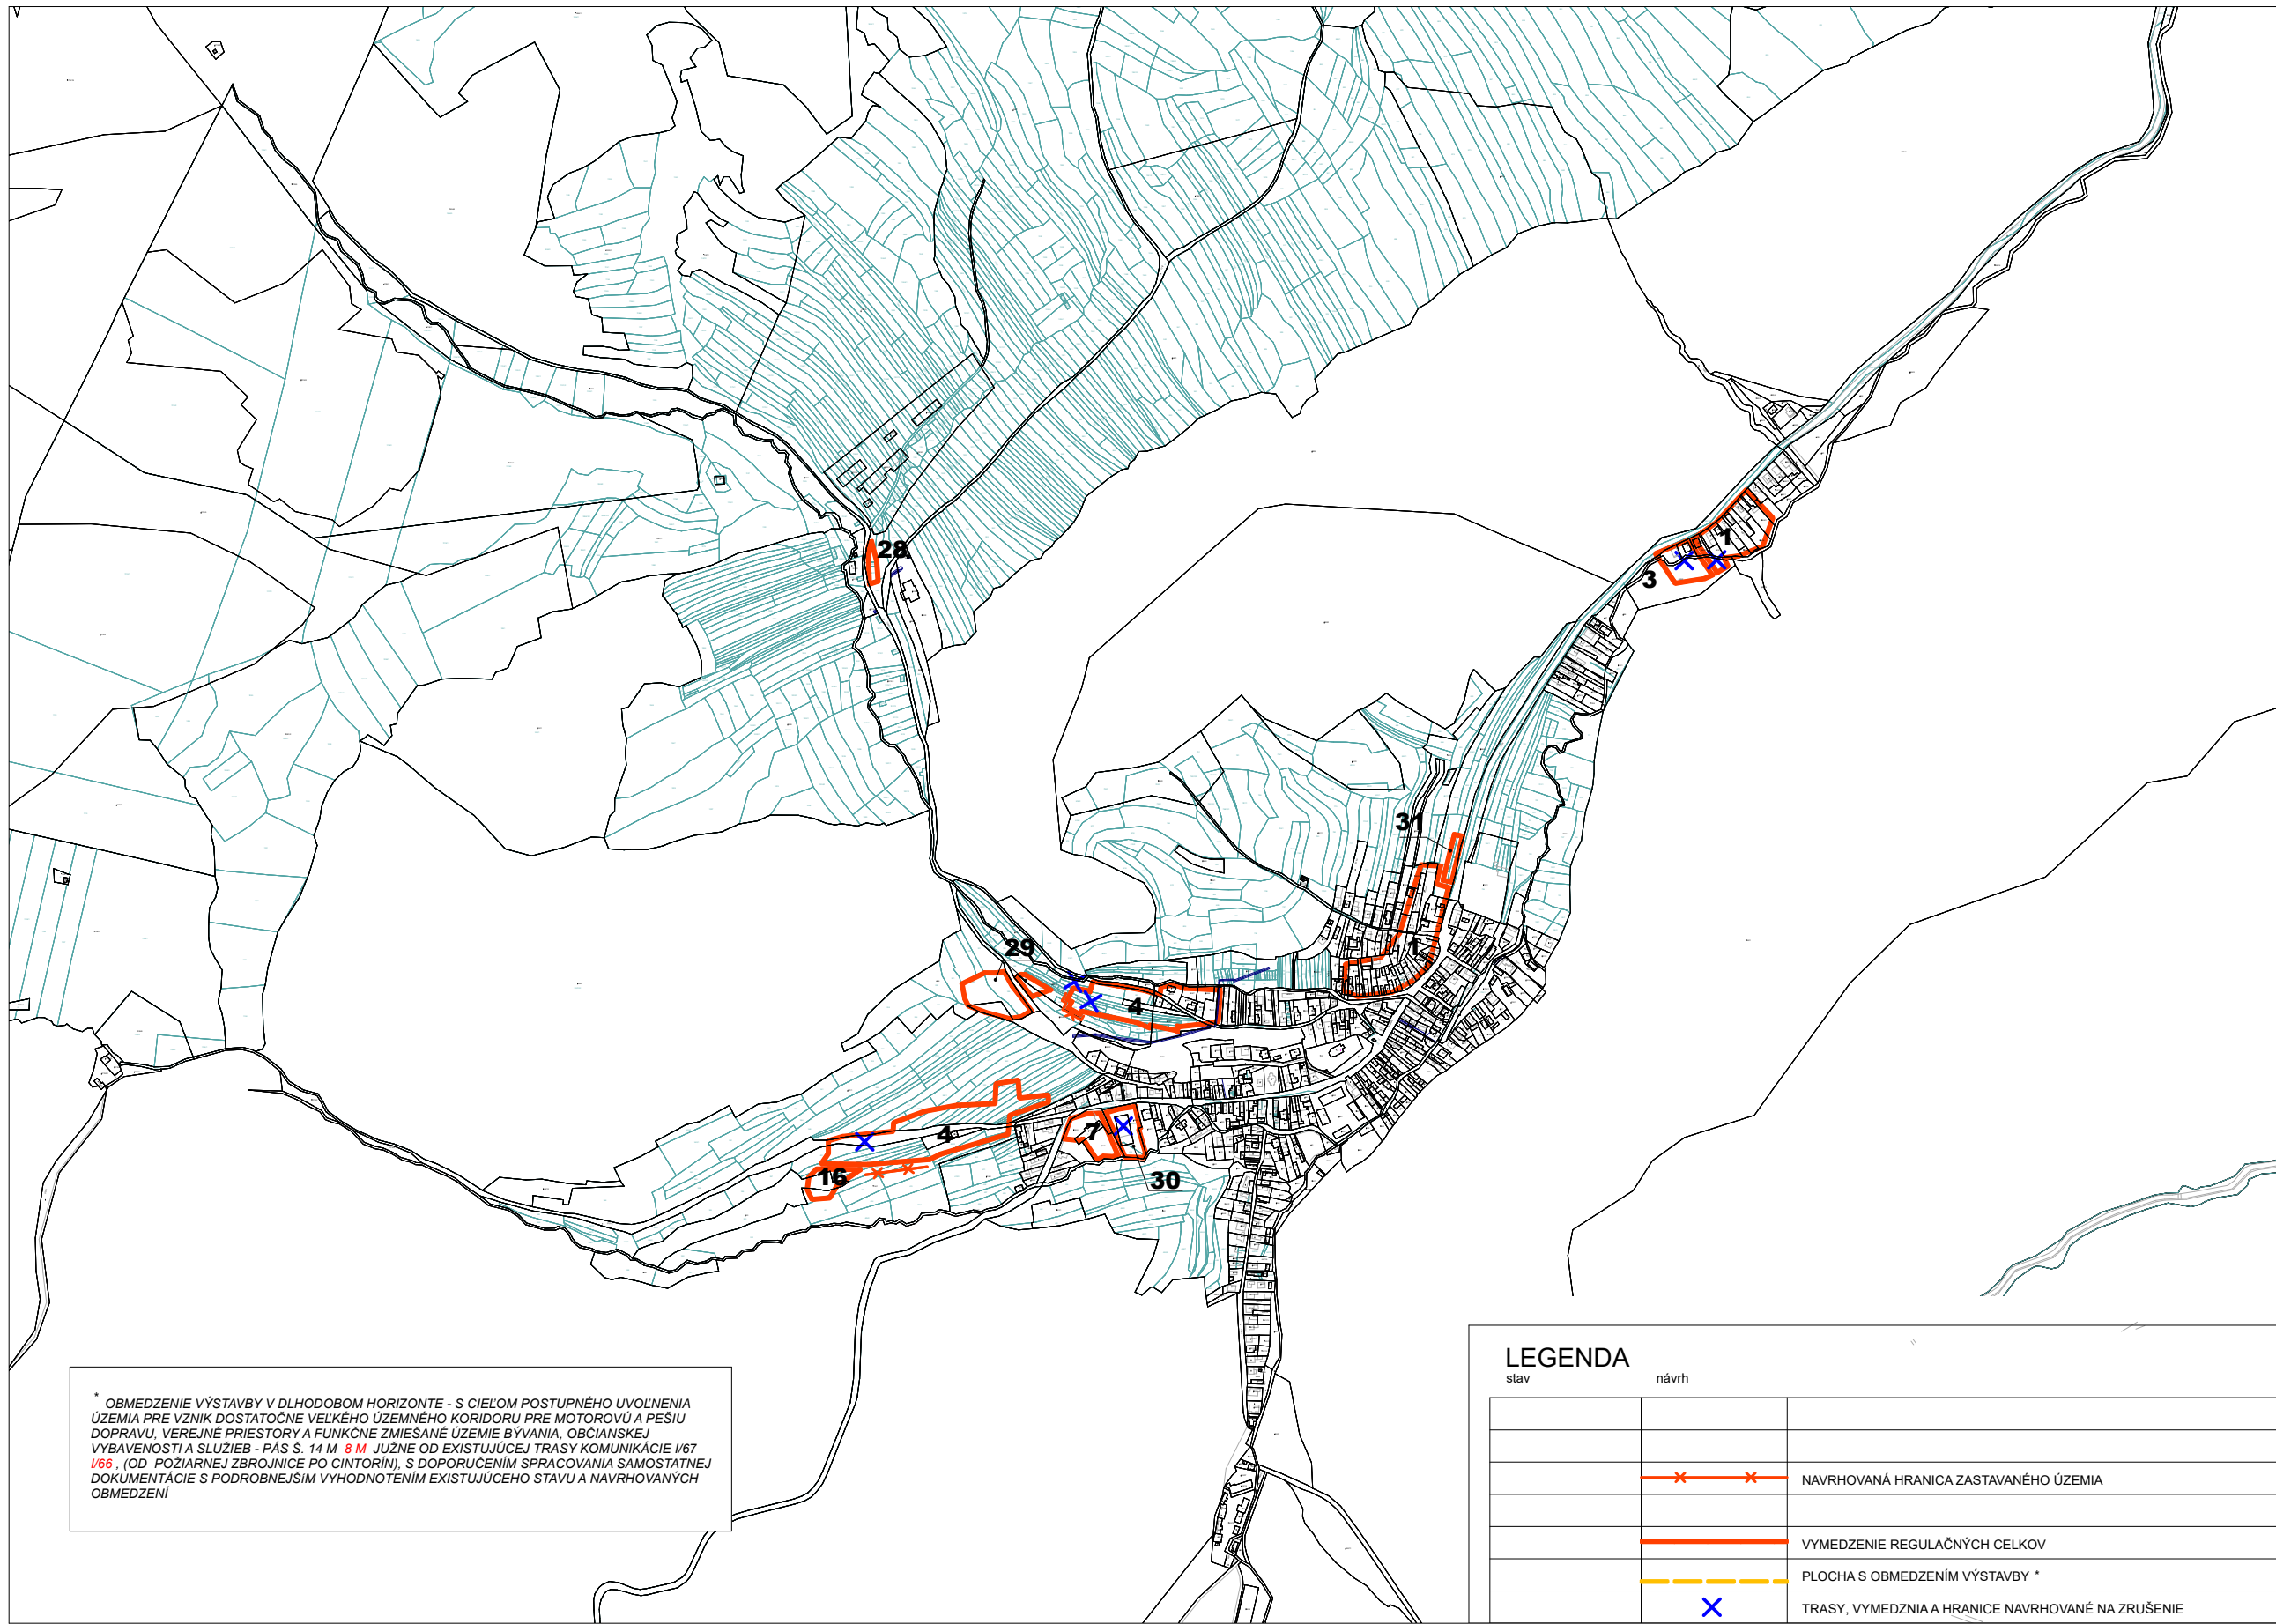 28
1
3
31
29
1
4
4
7
16
30
* OBMEDZENIE VÝSTAVBY V DLHODOBOM HORIZONTE - S CIEĽOM POSTUPNÉHO UVOĽNENIA
ÚZEMIA PRE VZNIK DOSTATOČNE VEĽKÉHO ÚZEMNÉHO KORIDORU PRE MOTOROVÚ A PEŠIU
DOPRAVU, VEREJNÉ PRIESTORY A FUNKČNE ZMIEŠANÉ ÚZEMIE BÝVANIA, OBČIANSKEJ
VYBAVENOSTI A SLUŽIEB - PÁS Š. 14 M 8 M JUŽNE OD EXISTUJÚCEJ TRASY KOMUNIKÁCIE I/67
I/66 , (OD POŽIARNEJ ZBROJNICE PO CINTORÍN), S DOPORUČENÍM SPRACOVANIA SAMOSTATNEJ
DOKUMENTÁCIE S PODROBNEJŠIM VYHODNOTENÍM EXISTUJÚCEHO STAVU A NAVRHOVANÝCH
OBMEDZENÍ
LEGENDA
stav návrh
NAVRHOVANÁ HRANICA ZASTAVANÉHO ÚZEMIA
VYMEDZENIE REGULAČNÝCH CELKOV
PLOCHA S OBMEDZENÍM VÝSTAVBY *
TRASY, VYMEDZNIA A HRANICE NAVRHOVANÉ NA ZRUŠENIE